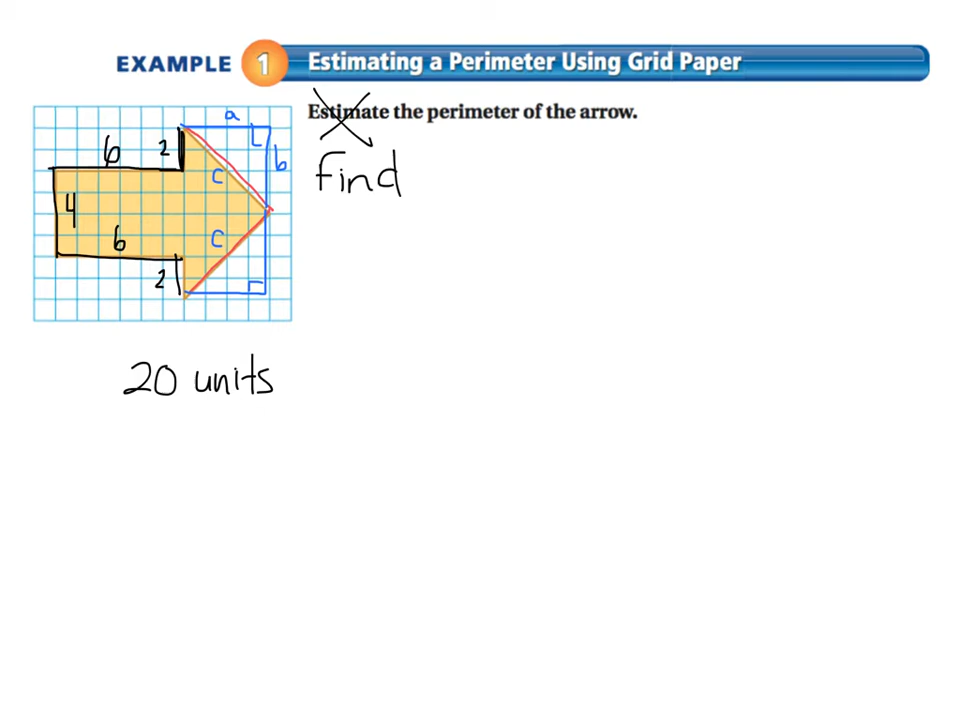 EXAMPLE 1 Estimating a Perimeter Using Grid Paper
Estimate the perimeter of the arrow.
find
a
6 2 b
c
4
6 c
2
20 units